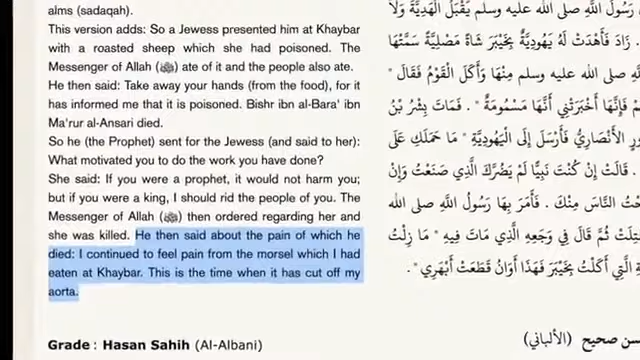 alms (sadaqah).
This version adds: So a Jewess presented him at Khaybar
with a roasted sheep which she had poisoned. The
Messenger of Allah (ﷺ) ate of it and the people also ate.
He then said: Take away your hands (from the food), for it
has informed me that it is poisoned. Bishr ibn al-Bara' ibn
Ma'rur al-Ansari died.
So he (the Prophet) sent for the Jewess (and said to her):
What motivated you to do the work you have done?
She said: If you were a prophet, it would not harm you;
but if you were a king, I should rid the people of you. The
Messenger of Allah (ﷺ) then ordered regarding her and
she was killed. He then said about the pain of which he
died: I continued to feel pain from the morsel which I had
eaten at Khaybar. This is the time when it has cut off my
aorta.
Grade : Hasan Sahih (Al-Albani)
رَسُولُ اللَّهِ صلى الله عليه وسلم يَقْبَلُ الْهَدِيَّةَ وَلاَ
. زَادَ فَأَهْدَتْ لَهُ يَهُودِيَّةٌ بِخَيْبَرَ شَاةً مَصْلِيَّةً سَمَّتْهَا
صلى الله عليه وسلم مِنْهَا وَأَكَلَ الْقَوْمُ فَقَالَ "
فَإِنَّهَا أَخْبَرَتْنِي أَنَّهَا مَسْمُومَةٌ " . فَمَاتَ بِشْرُ بْنُ
الأَنْصَارِيُّ فَأَرْسَلَ إِلَى الْيَهُودِيَّةِ " مَا حَمَلَكِ عَلَى
. قَالَتْ إِنْ كُنْتَ نَبِيًّا لَمْ يَضُرَّكَ الَّذِي صَنَعْتُ وَإِنْ
النَّاسَ مِنْكَ . فَأَمَرَ بِهَا رَسُولُ اللَّهِ صلى الله
ثُمَّ قَالَ فِي وَجَعِهِ الَّذِي مَاتَ فِيهِ " مَا زِلْتُ
الَّتِي أَكَلْتُ بِخَيْبَرَ فَهَذَا أَوَانُ قَطَعَتْ أَبْهَرِي " .
صحيح (الألباني)